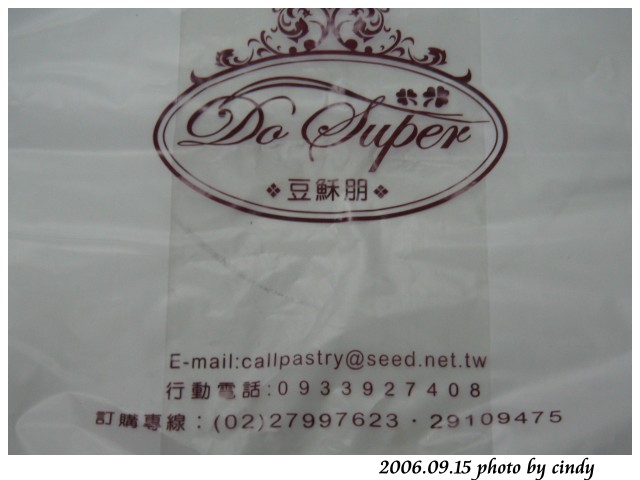 Do Super
❖豆穌朋❖
E-mail:callpastry@seed.net.tw
行動電話:0933927408
訂購專線：(02)27997623‧29109475
2006.09.15 photo by cindy